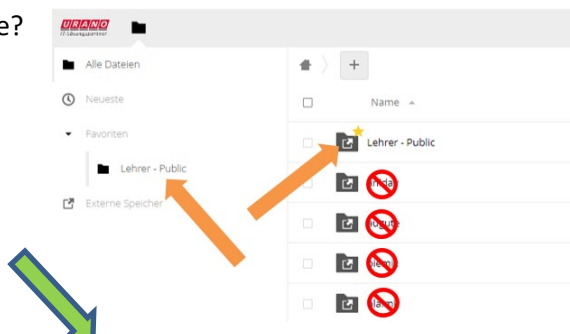 e?
URANO
IT-Lösungspartner
Alle Dateien
Neueste
Favoriten
Lehrer - Public
Externe Speicher
Name
Lehrer - Public